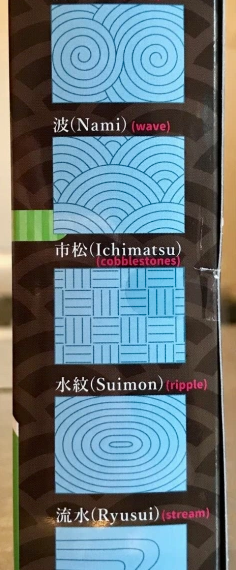 波(Nami) (wave)
市松(Ichimatsu)
(cobblestones)
水紋(Suimon) (ripple)
流水(Ryusui) (stream)